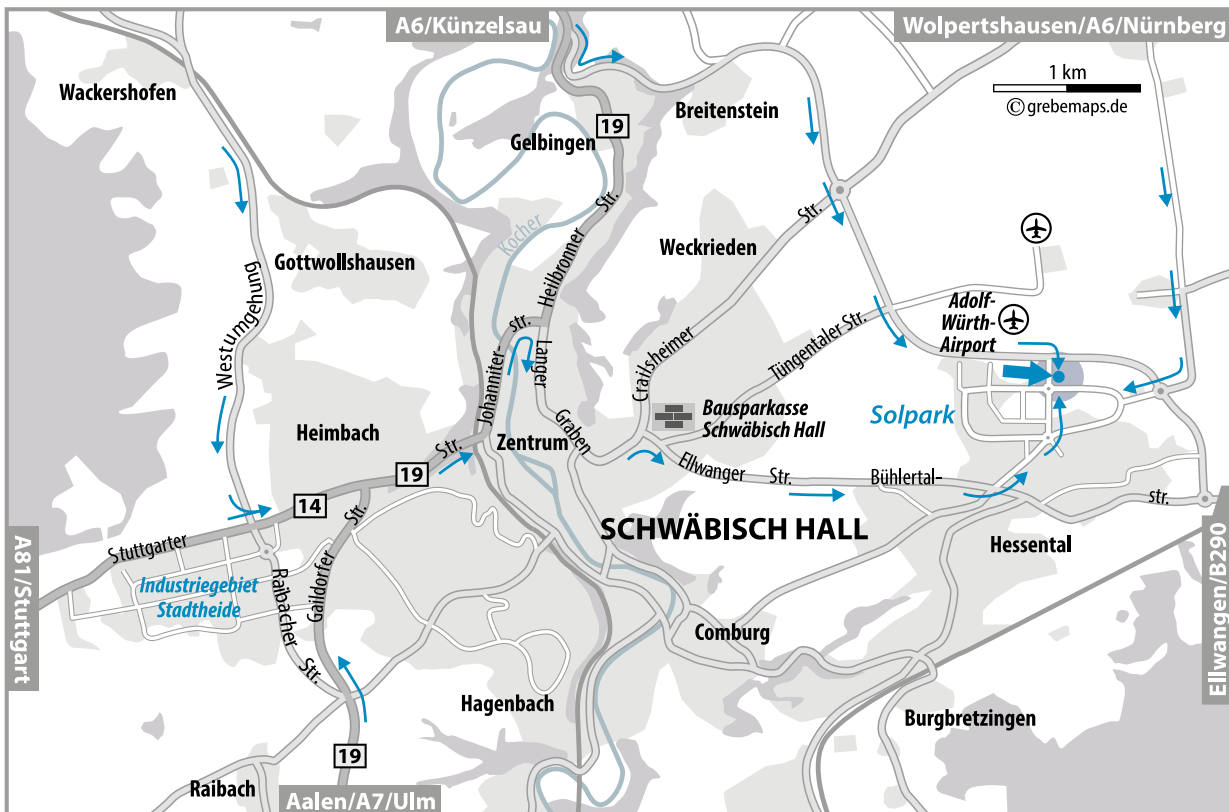 A6/Künzelsau
Wolpertshausen/A6/Nürnberg
1 km
© grebemaps.de
Wackershofen
Breitenstein
19
Gelbingen
Str.
Kocher
Heilbronner
Str.
Weckrieden
Gottwollshausen
Westumgehung
Adolf-
Würth-
Airport
Tüngentaler Str.
Crailsheimer
Johanniter-
str.
Langer
Graben
Bausparkasse
Schwäbisch Hall
Solpark
Heimbach
Zentrum
Str.
19
14
Stuttgarter
Ellwanger
Str.
Bühlertal-
str.
SCHWÄBISCH HALL
Hessental
A81/Stuttgart
Ellwangen/B290
Industriegebiet
Stadtheide
Raibacher
Str.
Gaildorfer
Str.
Comburg
Hagenbach
Burgbretzingen
19
Raibach
Aalen/A7/Ulm